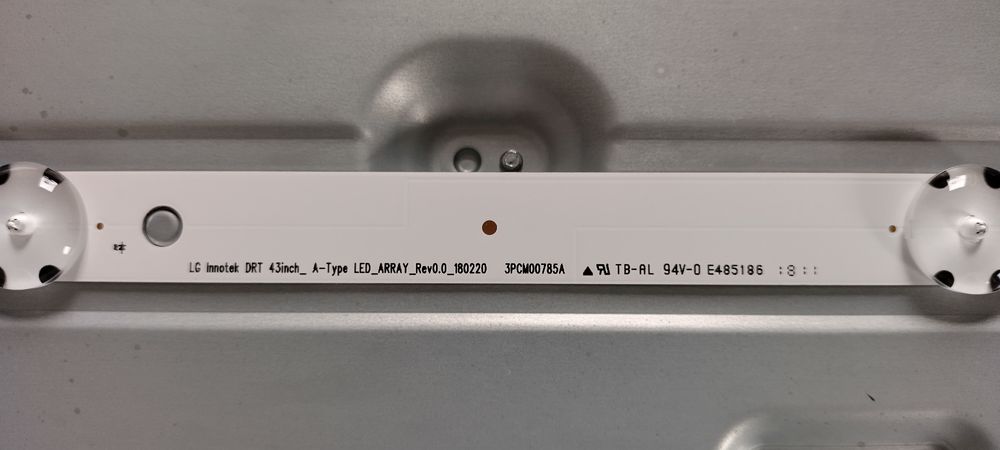 LG innotek DRT 43inch_ A-Type LED_ARRAY_Rev0.0_180220 3PCM00785A TB-AL 94V-0 E485186